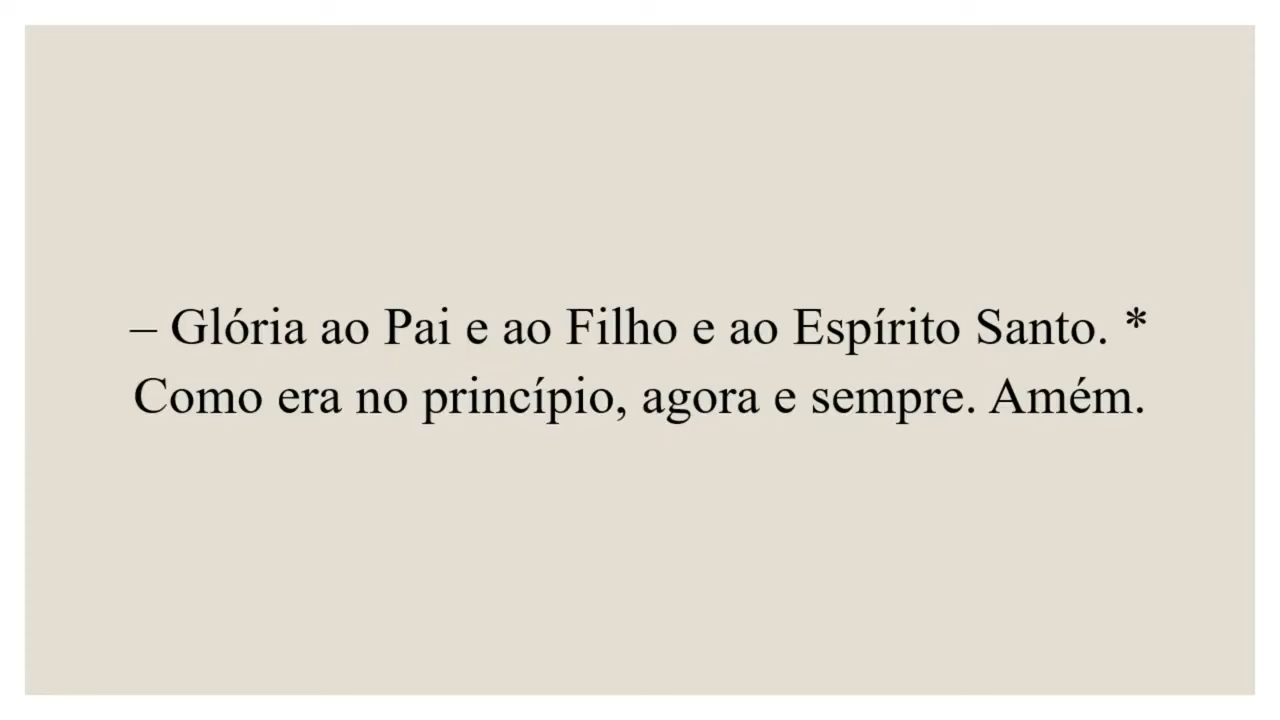 – Glória ao Pai e ao Filho e ao Espírito Santo. *
Como era no princípio, agora e sempre. Amém.